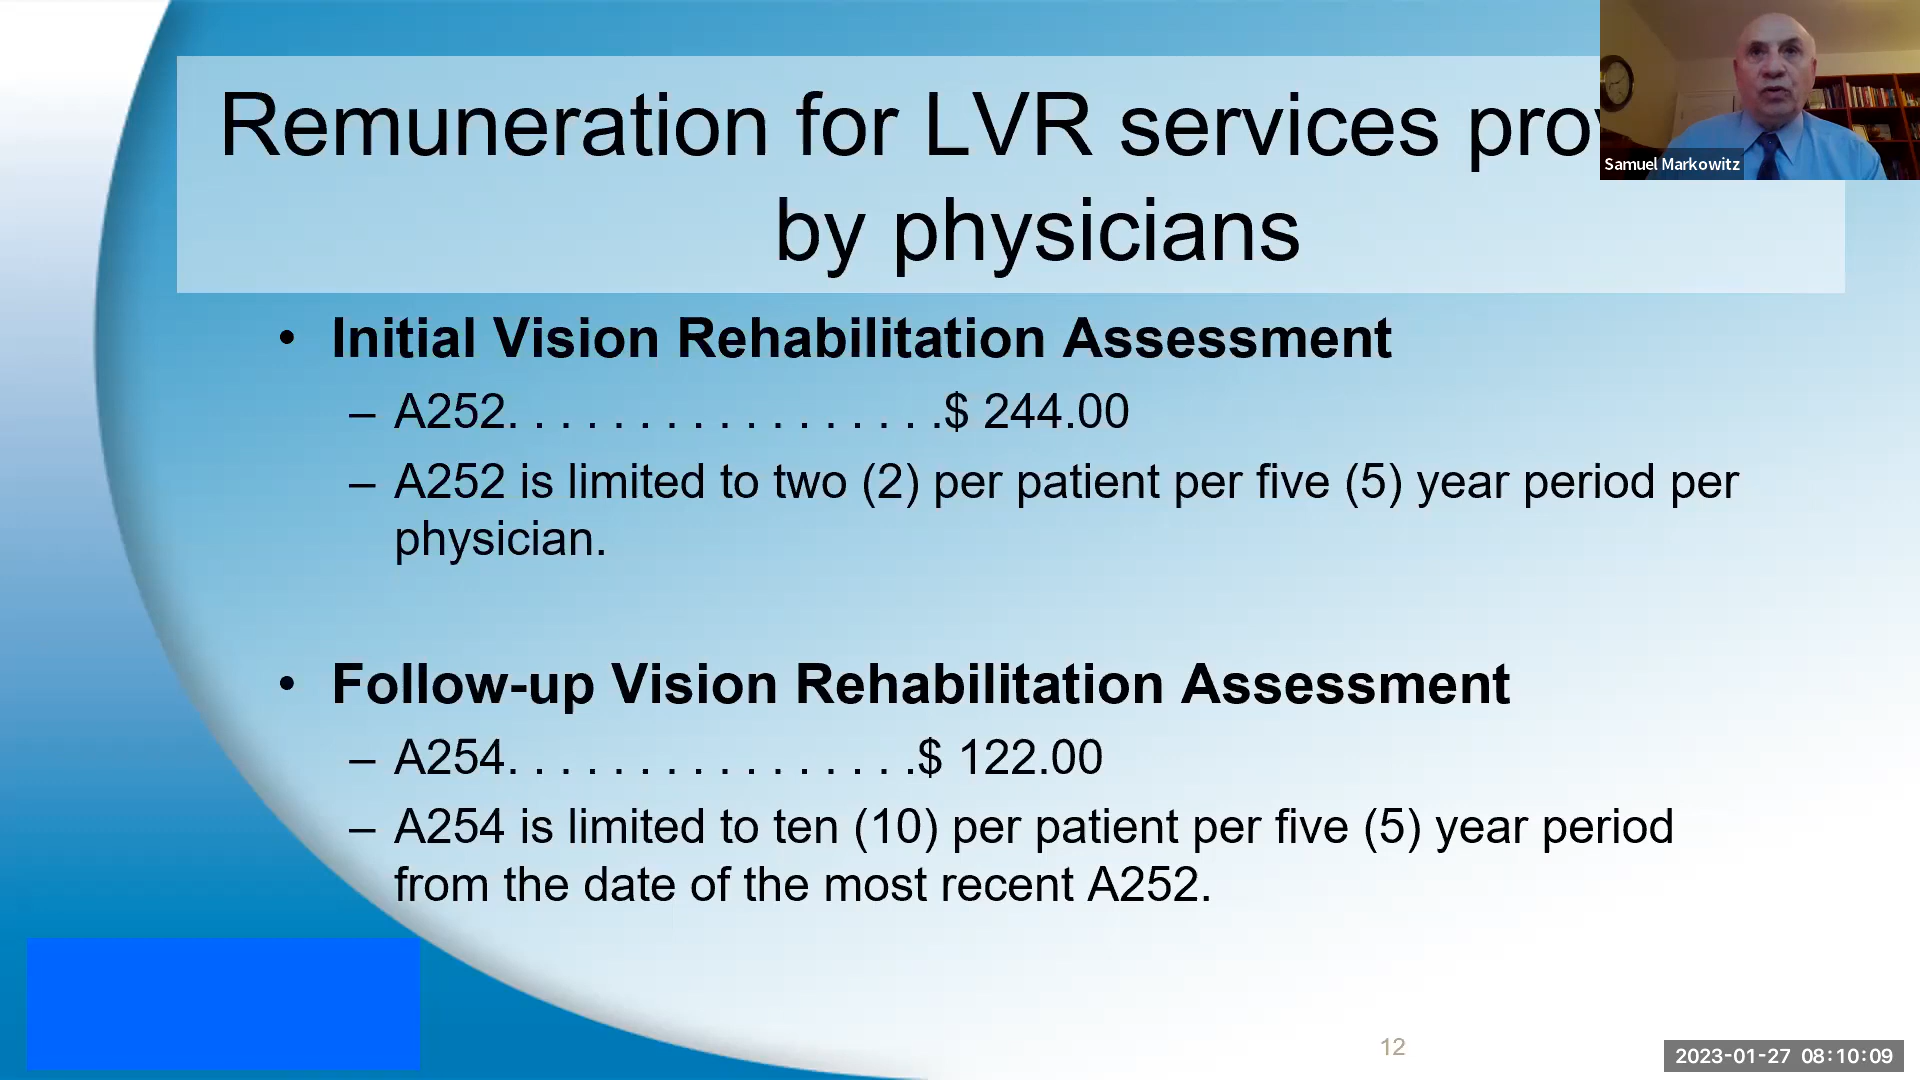 Remuneration for LVR services pro
by physicians
Samuel Markowitz
• Initial Vision Rehabilitation Assessment
– A252. . . . . . . . . . . . . . . . .$ 244.00
– A252 is limited to two (2) per patient per five (5) year period per
physician.
• Follow-up Vision Rehabilitation Assessment
– A254. . . . . . . . . . . . . . . .$ 122.00
– A254 is limited to ten (10) per patient per five (5) year period
from the date of the most recent A252.
12
2023-01-27 08:10:09